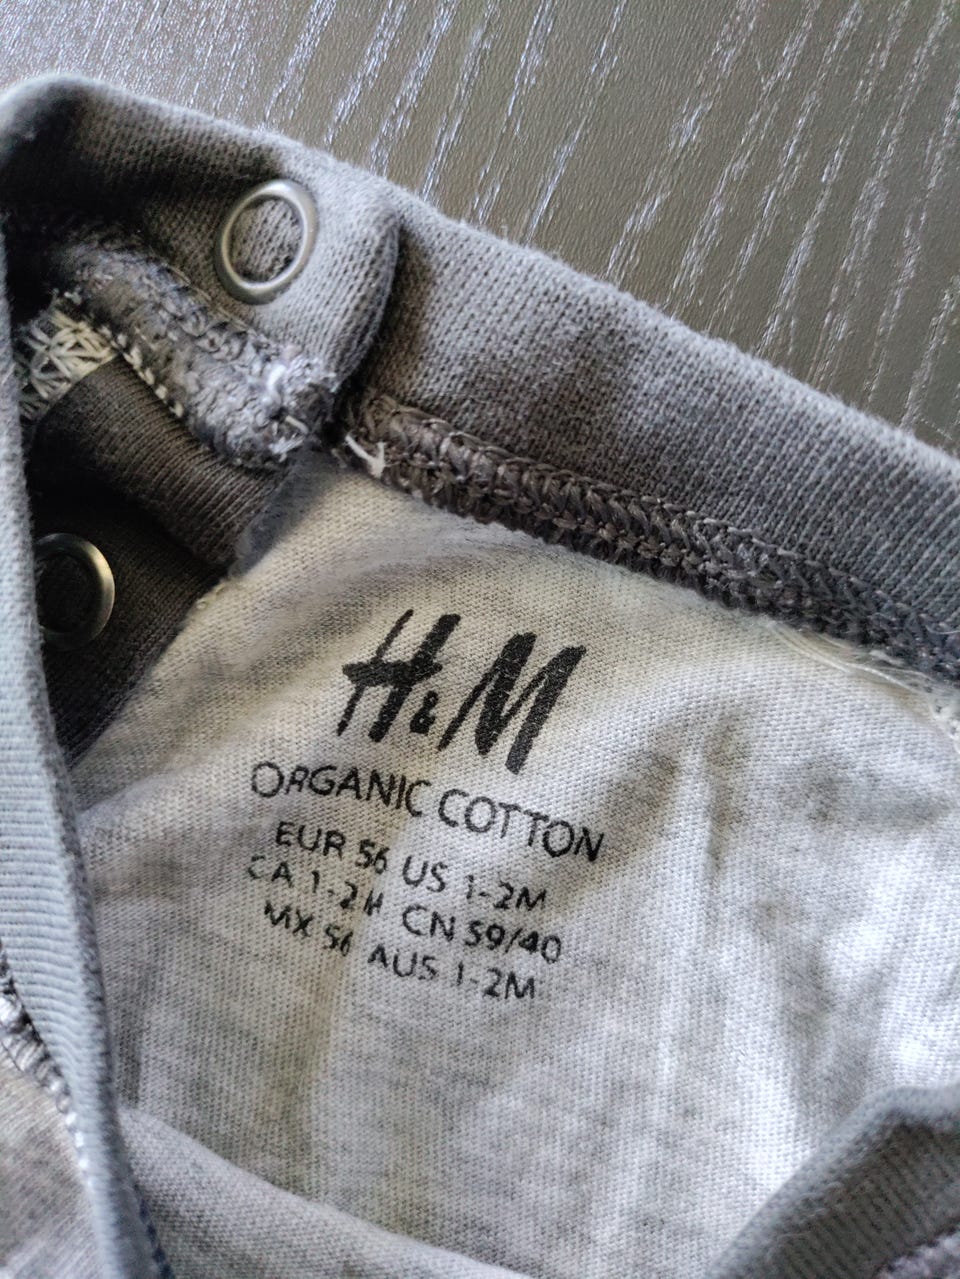 H&M
ORGANIC COTTON
EUR 56 US 1-2M
CA 1-2M CN 59/40
MX 56 AUS 1-2M